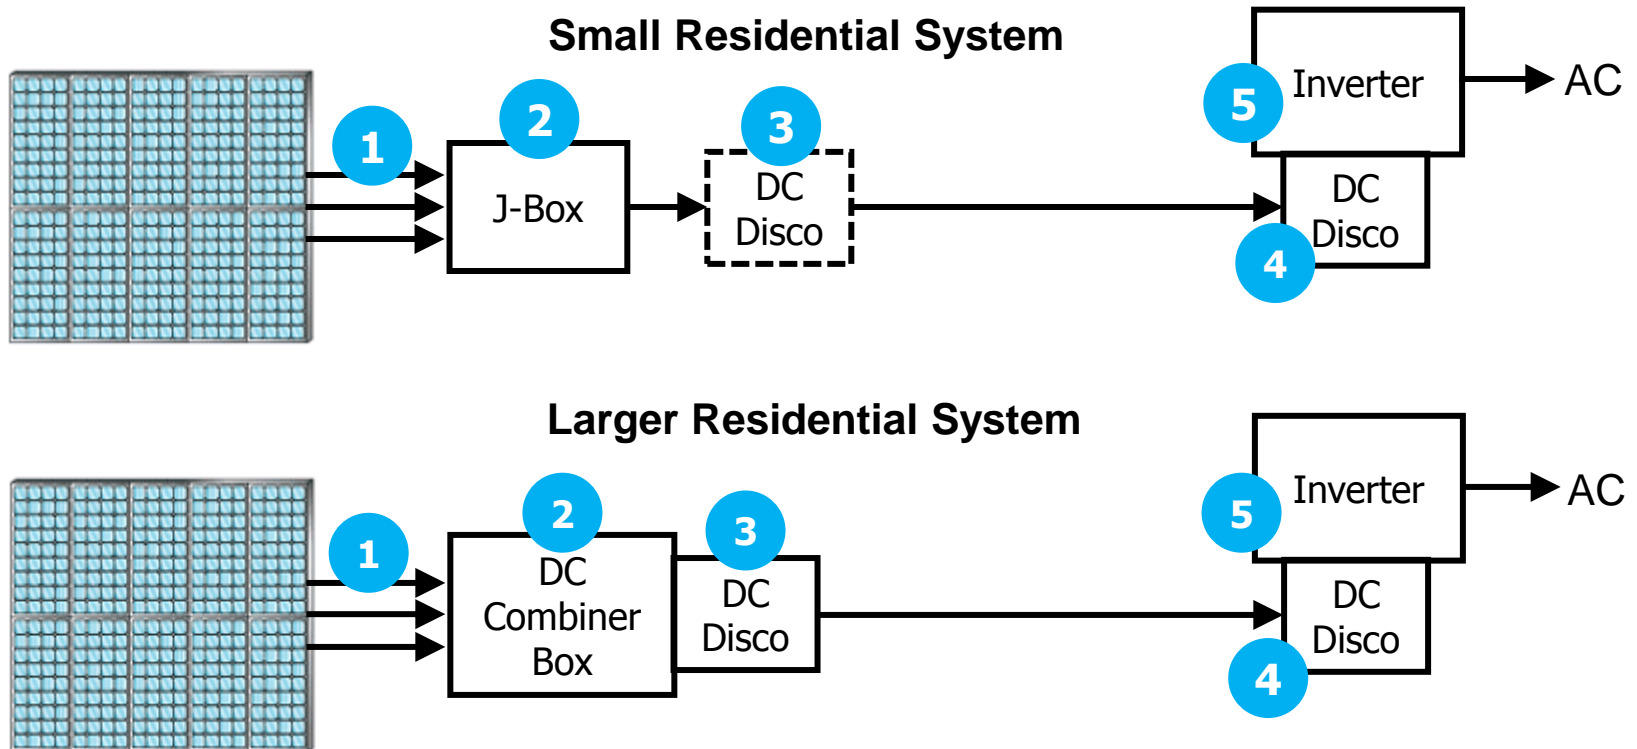 Small Residential System
1
2
J-Box
3
DC
Disco
5
Inverter
AC
DC
Disco
4
Larger Residential System
1
2
DC
Combiner
Box
3
DC
Disco
5
Inverter
AC
DC
Disco
4